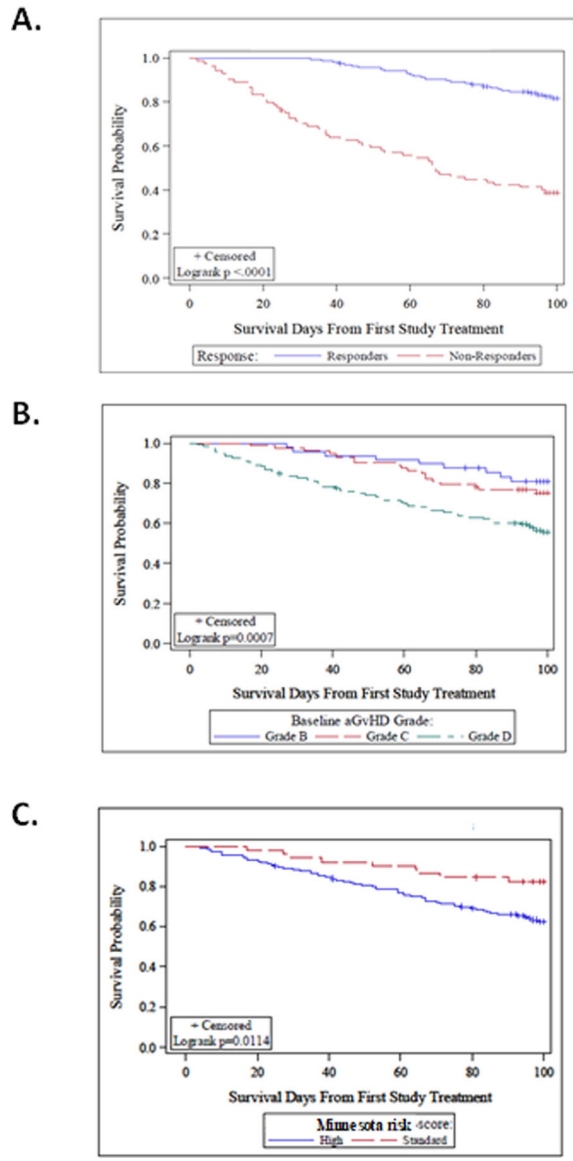 A.
Survival Probability
1.0
0.8
0.6
0.4
0.2
0.0
+ Censored
Logrank p <.0001
0 20 40 60 80 100
Survival Days From First Study Treatment
Response: Responders Non-Responders
B.
Survival Probability
1.0
0.8
0.6
0.4
0.2
0.0
+ Censored
Logrank p=0.0007
0 20 40 60 80 100
Survival Days From First Study Treatment
Baseline aGvHD Grade:
Grade B Grade C Grade D
C.
Survival Probability
1.0
0.8
0.6
0.4
0.2
0.0
+ Censored
Logrank p=0.0114
0 20 40 60 80 100
Survival Days From First Study Treatment
Minnesota risk -score:
High Standard